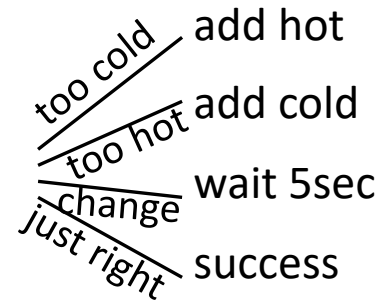 too cold
add hot
too hot
add cold
change
wait 5sec
just right
success